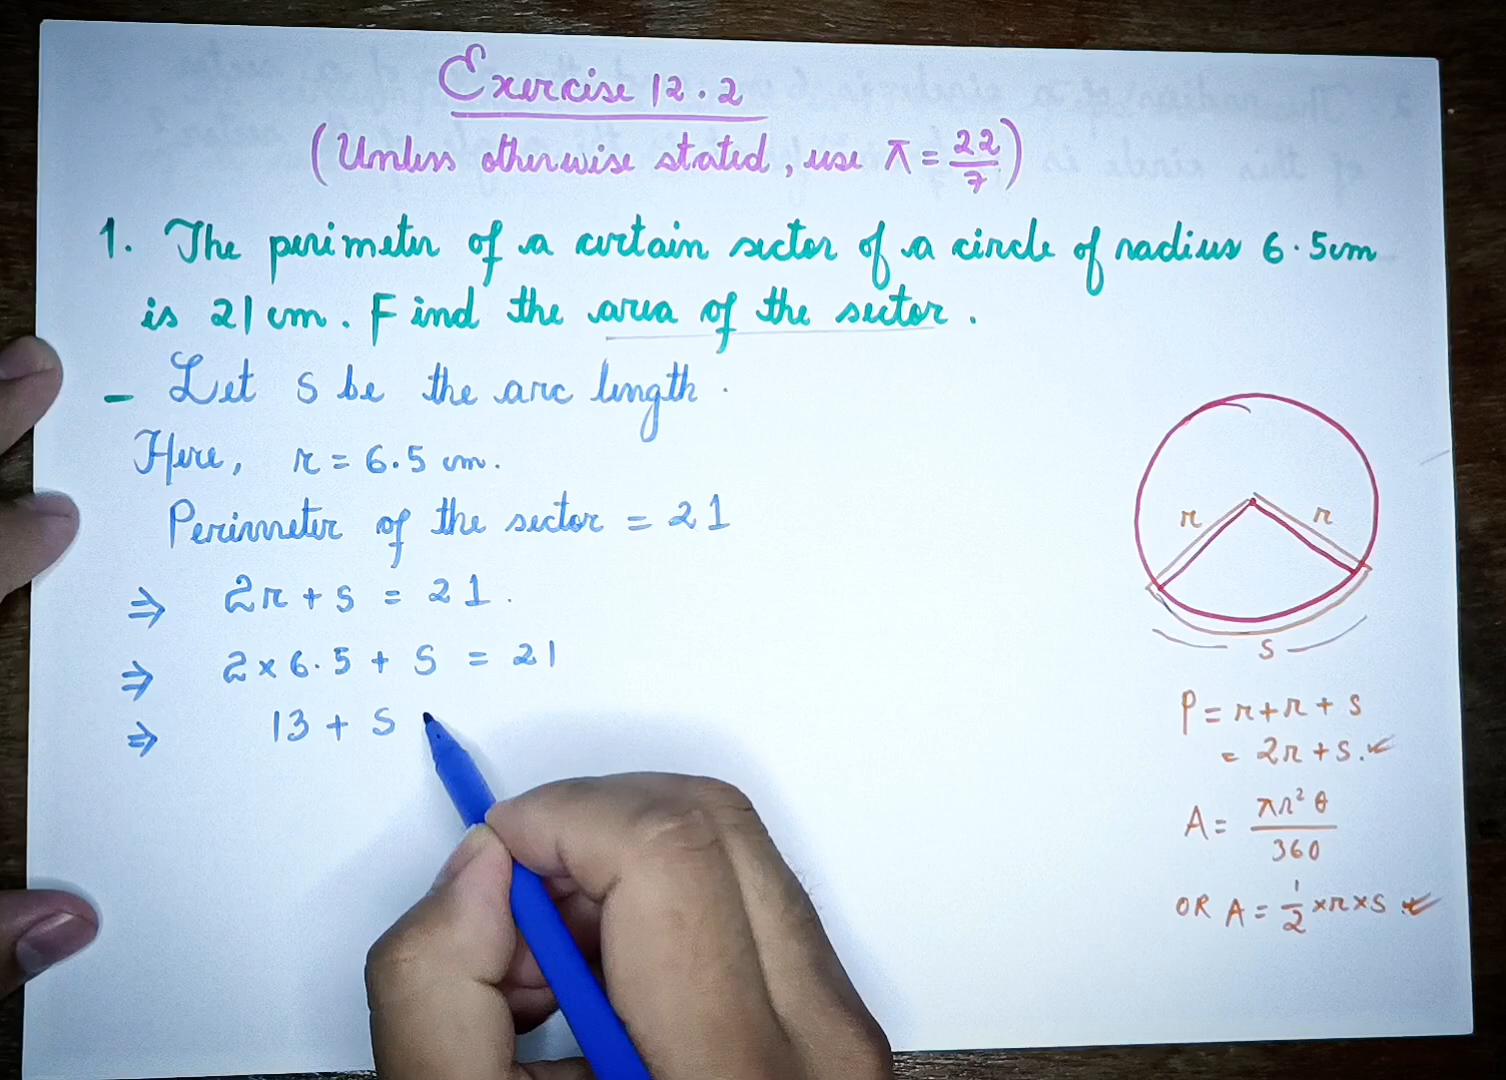 Exercise 12.2
(Unless otherwise stated, use π = 22/7)
1. The perimeter of a certain sector of a circle of radius 6.5cm
is 21 cm. Find the area of the sector.
- Let S be the arc length.
Here, r = 6.5 cm.
Perimeter of the sector = 21
⇒ 2r + s = 21.
⇒ 2 × 6.5 + S = 21
⇒ 13 + S
r r
S
P = r + r + s
= 2r + s. ✓
A = πr²θ/360
OR A = 1/2 × r × s ✓